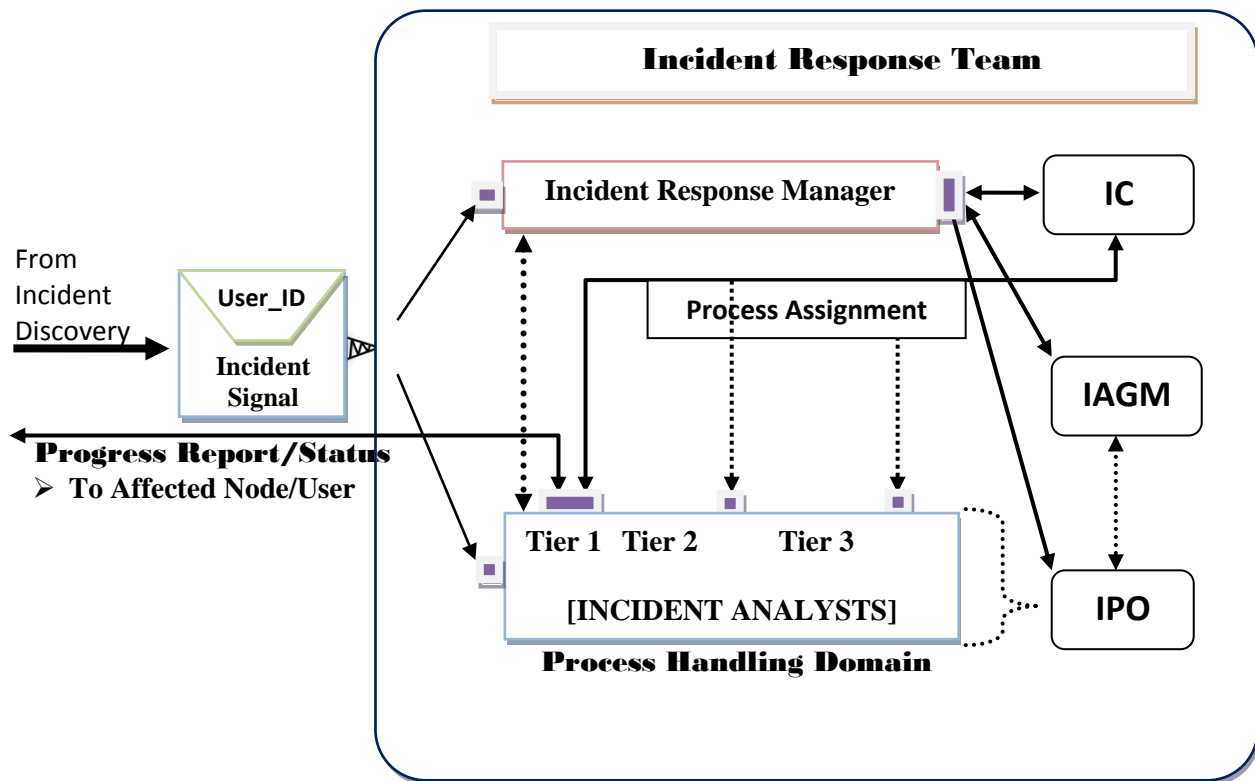 Incident Response Team
Incident Response Manager
IC
From
Incident
Discovery
User_ID
Incident
Signal
Process Assignment
IAGM
Progress Report/Status
➢ To Affected Node/User
Tier 1 Tier 2 Tier 3
[INCIDENT ANALYSTS]
IPO
Process Handling Domain